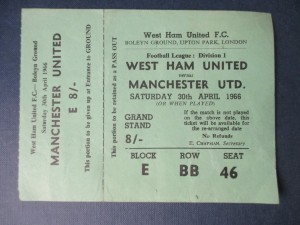 West Ham United F.C.—Boleyn Ground
Saturday 30th April 1966
MANCHESTER UNITED
E 8/-
This portion to be given up at Entrance to GROUND
This portion to be retained as a PASS OUT
West Ham United F.C.
BOLEYN GROUND, UPTON PARK, LONDON
Football League : Division 1
WEST HAM UNITED
versus
MANCHESTER UTD.
SATURDAY 30th APRIL 1966
(OR WHEN PLAYED)
GRAND
STAND
8/-
If the match is not played
on the above date, this
ticket will be available for
the re-arranged date
No Refunds
E. CHAPMAN, Secretary
BLOCK ROW SEAT
E BB 46